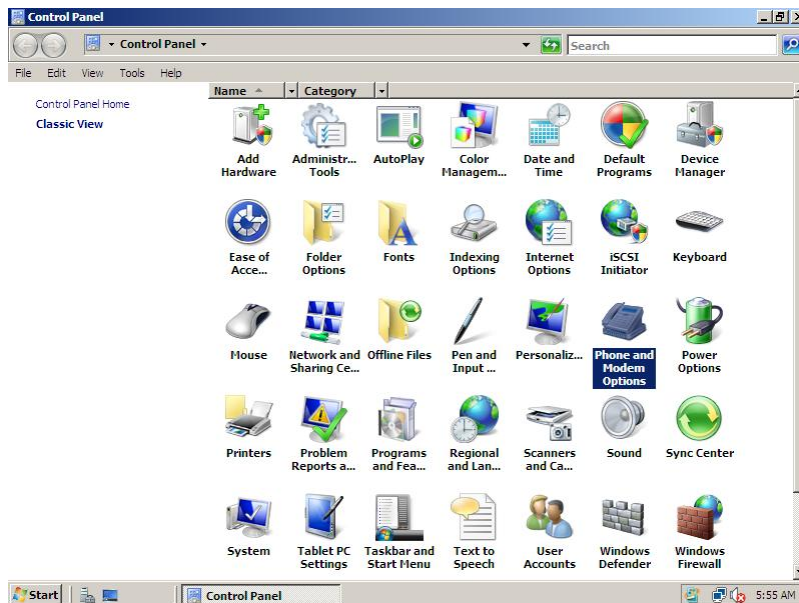 Control Panel
Control Panel
Search
File Edit View Tools Help
Name Category
Control Panel Home
Classic View
Add Hardware
Administr... Tools
AutoPlay
Color Managem...
Date and Time
Default Programs
Device Manager
Ease of Acce...
Folder Options
Fonts
Indexing Options
Internet Options
iSCSI Initiator
Keyboard
Mouse
Network and Sharing Ce...
Offline Files
Pen and Input ...
Personaliz...
Phone and Modem Options
Power Options
Printers
Problem Reports a...
Programs and Fea...
Regional and Lan...
Scanners and Ca...
Sound
Sync Center
System
Tablet PC Settings
Taskbar and Start Menu
Text to Speech
User Accounts
Windows Defender
Windows Firewall
Start
Control Panel
5:55 AM